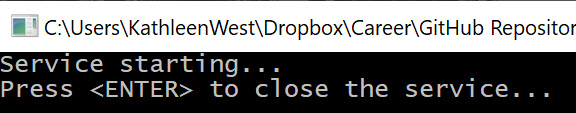 C:\Users\KathleenWest\Dropbox\Career\GitHub Repositor
Service starting...
Press <ENTER> to close the service...